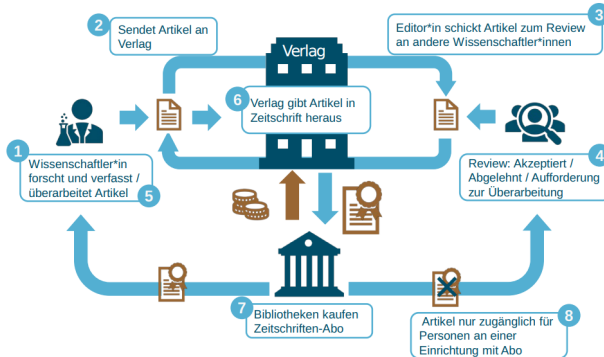 2
Sendet Artikel an
Verlag
Verlag
3
Editor*in schickt Artikel zum Review
an andere Wissenschaftler*innen
6
Verlag gibt Artikel in
Zeitschrift heraus
1
Wissenschaftler*in
forscht und verfasst /
überarbeitet Artikel
5
4
Review: Akzeptiert /
Abgelehnt / Aufforderung
zur Überarbeitung
7
Bibliotheken kaufen
Zeitschriften-Abo
8
Artikel nur zugänglich für
Personen an einer
Einrichtung mit Abo